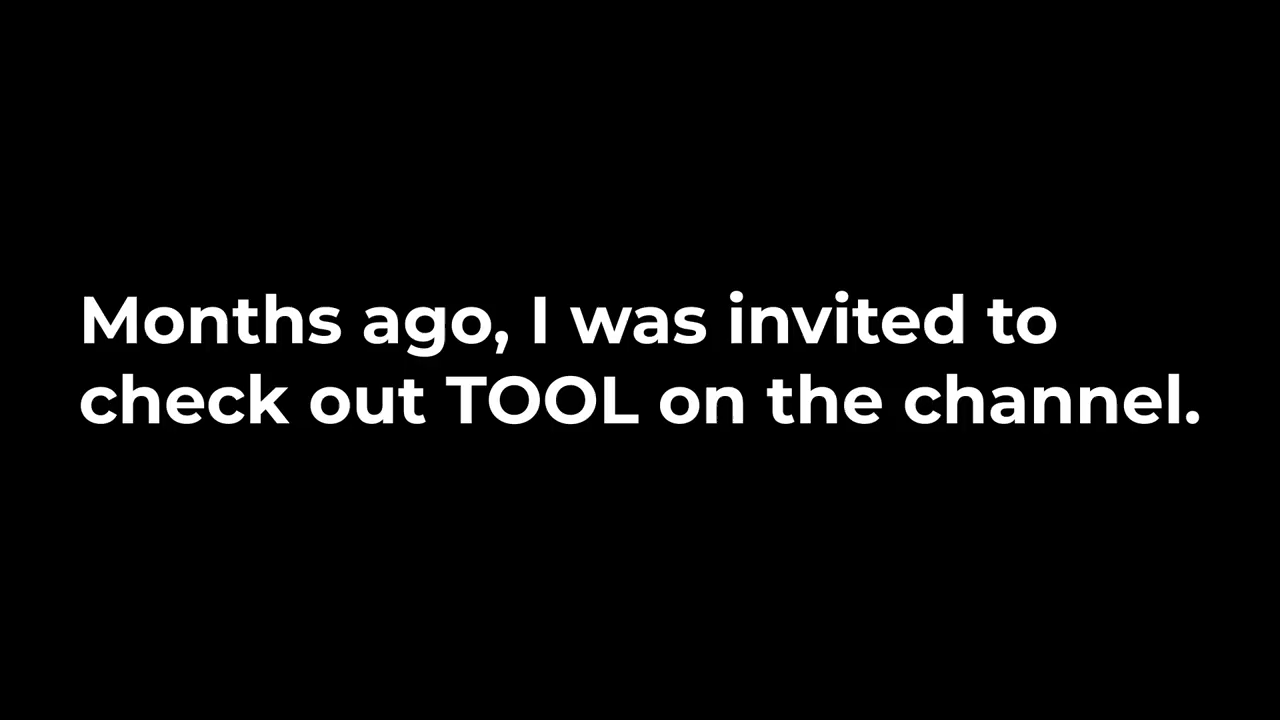 Months ago, I was invited to
check out TOOL on the channel.